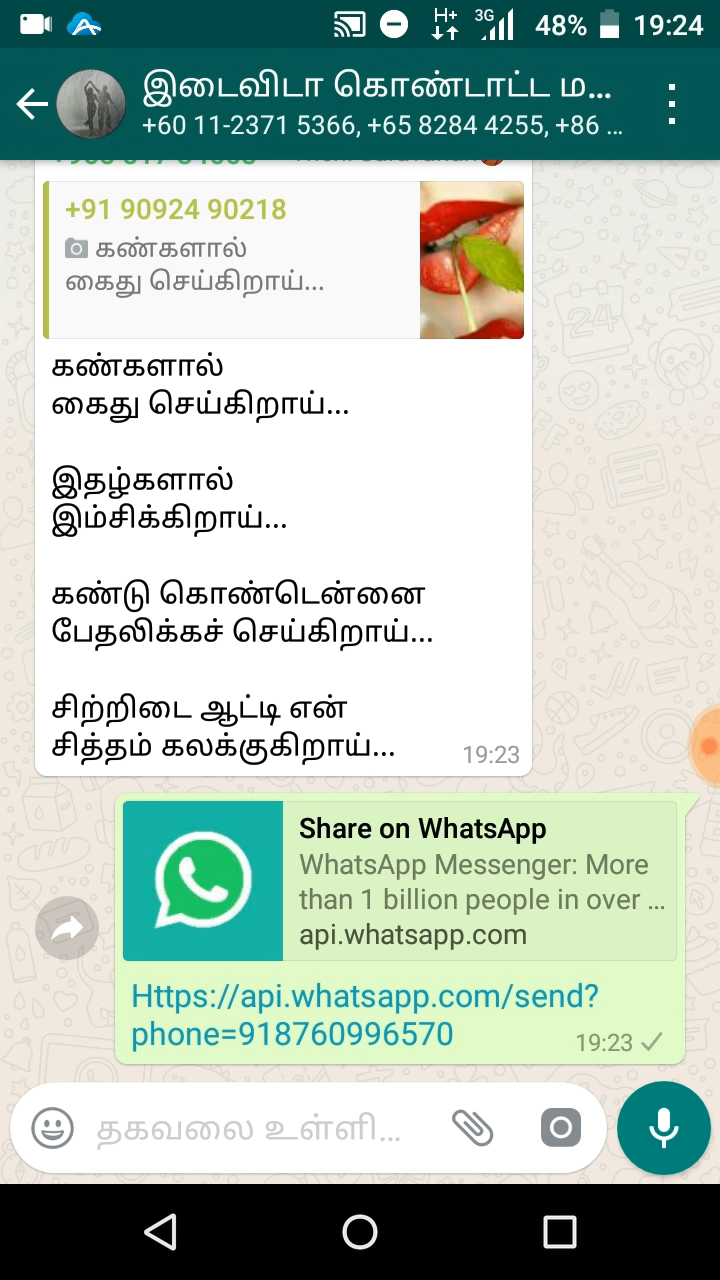 H+
3G
48%
19:24
இடைவிடா கொண்டாட்ட ம...
+60 11-2371 5366, +65 8284 4255, +86 ...
+91 90924 90218
கண்களால்
கைது செய்கிறாய்...
கண்களால்
கைது செய்கிறாய்...
இதழ்களால்
இம்சிக்கிறாய்...
கண்டு கொண்டென்னை
பேதலிக்கச் செய்கிறாய்...
சிற்றிடை ஆட்டி என்
சித்தம் கலக்குகிறாய்...
19:23
Share on WhatsApp
WhatsApp Messenger: More
than 1 billion people in over ...
api.whatsapp.com
Https://api.whatsapp.com/send?
phone=918760996570
19:23
தகவலை உள்ளி...